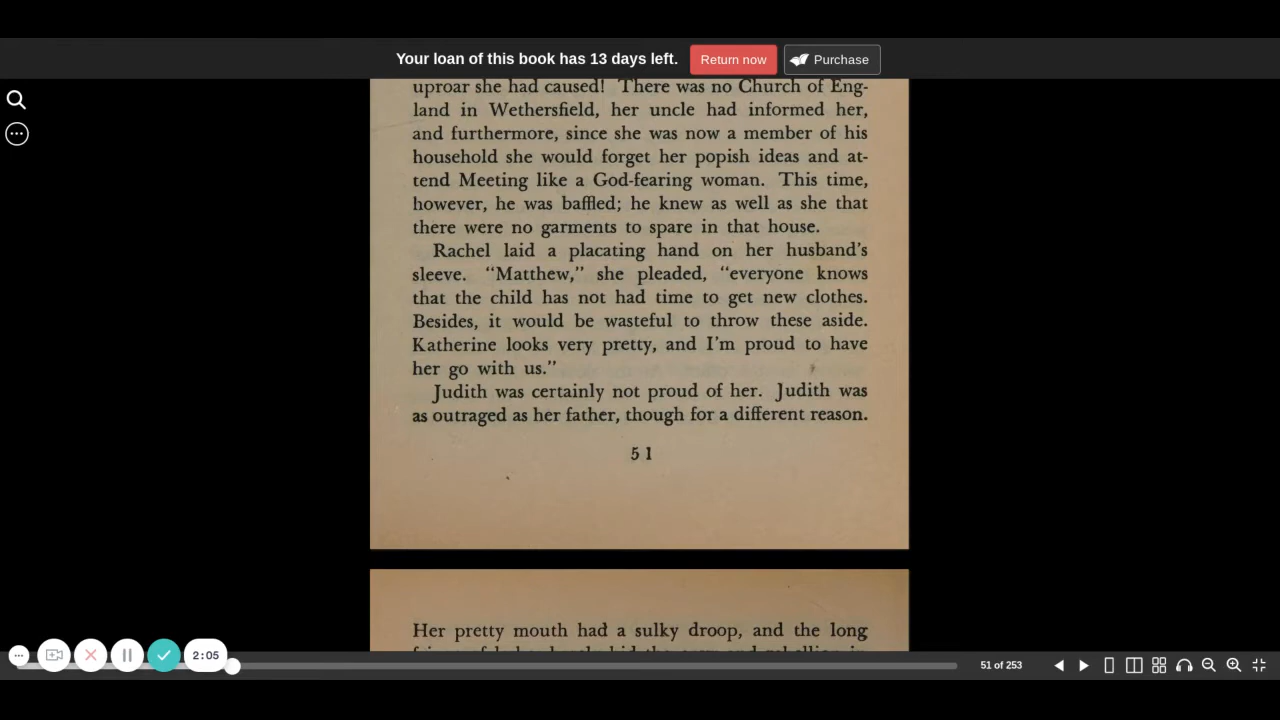 Your loan of this book has 13 days left. Return now Purchase
uproar she had caused! There was no Church of Eng-
land in Wethersfield, her uncle had informed her,
and furthermore, since she was now a member of his
household she would forget her popish ideas and at-
tend Meeting like a God-fearing woman. This time,
however, he was baffled; he knew as well as she that
there were no garments to spare in that house.
Rachel laid a placating hand on her husband's
sleeve. "Matthew," she pleaded, "everyone knows
that the child has not had time to get new clothes.
Besides, it would be wasteful to throw these aside.
Katherine looks very pretty, and I'm proud to have
her go with us."
Judith was certainly not proud of her. Judith was
as outraged as her father, though for a different reason.
51
Her pretty mouth had a sulky droop, and the long
2:05
51 of 253